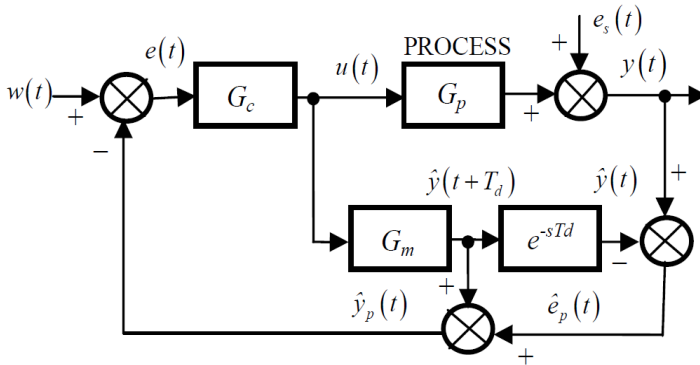 e_s(t)
+
PROCESS
w(t)
+
−
e(t)
G_c
u(t)
G_p
+
y(t)
ŷ(t+T_d)
ŷ(t)
+
G_m
e^{-sTd}
−
+
ŷ_p(t)
ê_p(t)
+